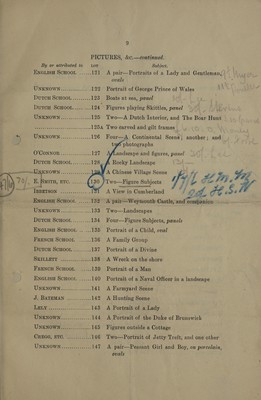 9
PICTURES, &c.—continued.
By or attributed to LOT Subject.
ENGLISH SCHOOL 121 A pair—Portraits of a Lady and Gentleman, ovals
UNKNOWN 122 Portrait of George Prince of Wales
DUTCH SCHOOL 123 Boats at sea, panel
DUTCH SCHOOL 124 Figures playing Skittles, panel
UNKNOWN 125 Two—A Dutch Interior, and The Boar Hunt
125A Two carved and gilt frames
UNKNOWN 126 Four—A Continental Scene; another; and two photographs
O'CONNOR 127 A Landscape and figures, panel
DUTCH SCHOOL 128 A Rocky Landscape
UNKNOWN 129 A Chinese Village Scene
R. SMITH, ETC. 130 Two—Figure Subjects
IBBETSON 131 A View in Cumberland
ENGLISH SCHOOL 132 A pair—Weymouth Castle, and companion
UNKNOWN 133 Two—Landscapes
DUTCH SCHOOL 134 Four—Figure Subjects, panels
ENGLISH SCHOOL 135 Portrait of a Child, oval
FRENCH SCHOOL 136 A Family Group
DUTCH SCHOOL 137 Portrait of a Divine
SAILLETT 138 A Wreck on the shore
FRENCH SCHOOL 139 Portrait of a Man
ENGLISH SCHOOL 140 Portrait of a Naval Officer in a landscape
UNKNOWN 141 A Farmyard Scene
J. BATEMAN 142 A Hunting Scene
LELY 143 A Portrait of a Lady
UNKNOWN 144 A Portrait of the Duke of Brunswick
UNKNOWN 145 Figures outside a Cottage
CREDO, ETC. 146 Two—Portrait of Jetty Treffz, and one other
UNKNOWN 147 A pair—Peasant Girl and Boy, on porcelain, ovals